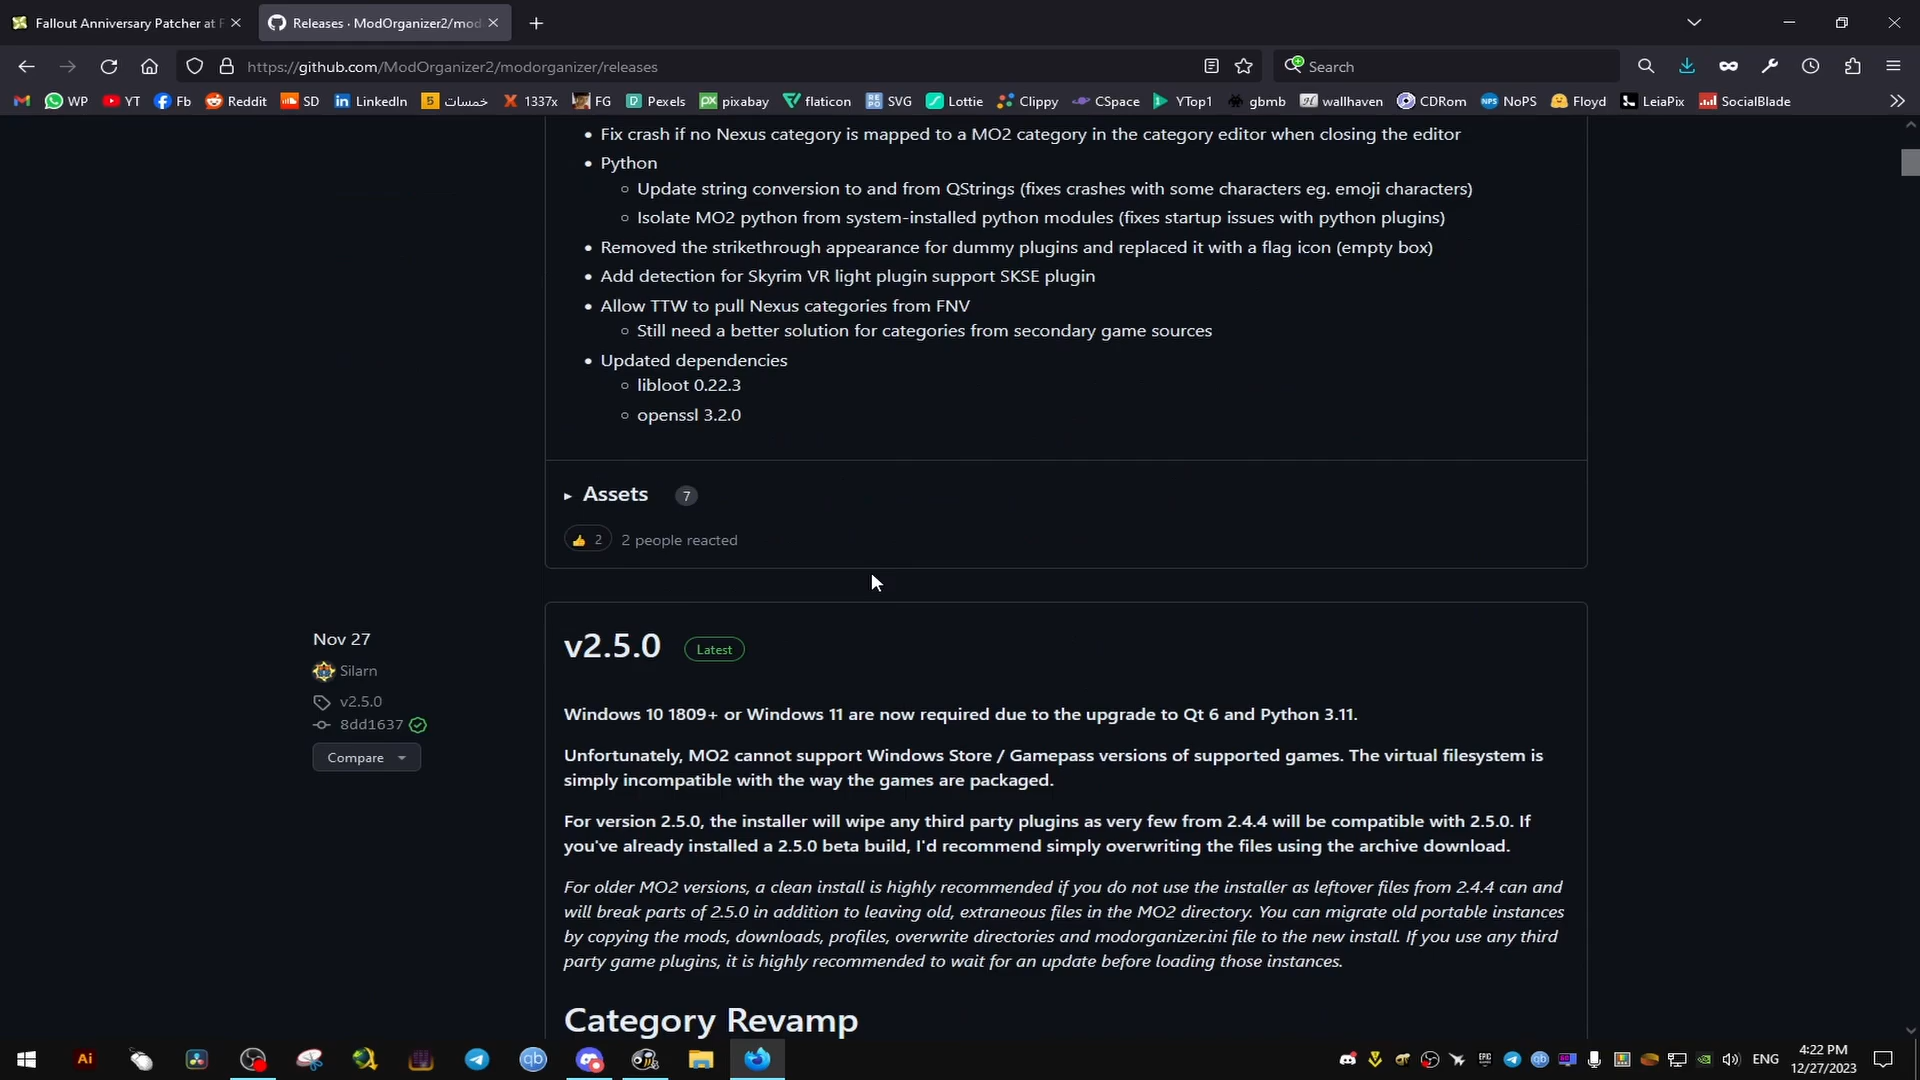 Fallout Anniversary Patcher at F
Releases · ModOrganizer2/mod
https://github.com/ModOrganizer2/modorganizer/releases
Search
WP YT Fb Reddit SD LinkedIn خمسات 1337x FG Pexels pixabay flaticon SVG Lottie Clippy CSpace YTop1 gbmb wallhaven CDRom NoPS Floyd LeiaPix SocialBlade
• Fix crash if no Nexus category is mapped to a MO2 category in the category editor when closing the editor
• Python
○ Update string conversion to and from QStrings (fixes crashes with some characters eg. emoji characters)
○ Isolate MO2 python from system-installed python modules (fixes startup issues with python plugins)
• Removed the strikethrough appearance for dummy plugins and replaced it with a flag icon (empty box)
• Add detection for Skyrim VR light plugin support SKSE plugin
• Allow TTW to pull Nexus categories from FNV
○ Still need a better solution for categories from secondary game sources
• Updated dependencies
○ libloot 0.22.3
○ openssl 3.2.0
Assets 7
👍 2 2 people reacted
Nov 27
Silarn
v2.5.0
8dd1637
Compare
v2.5.0 Latest
Windows 10 1809+ or Windows 11 are now required due to the upgrade to Qt 6 and Python 3.11.
Unfortunately, MO2 cannot support Windows Store / Gamepass versions of supported games. The virtual filesystem is
simply incompatible with the way the games are packaged.
For version 2.5.0, the installer will wipe any third party plugins as very few from 2.4.4 will be compatible with 2.5.0. If
you've already installed a 2.5.0 beta build, I'd recommend simply overwriting the files using the archive download.
For older MO2 versions, a clean install is highly recommended if you do not use the installer as leftover files from 2.4.4 can and
will break parts of 2.5.0 in addition to leaving old, extraneous files in the MO2 directory. You can migrate old portable instances
by copying the mods, downloads, profiles, overwrite directories and modorganizer.ini file to the new install. If you use any third
party game plugins, it is highly recommended to wait for an update before loading those instances.
Category Revamp
Ai
qb
ENG
4:22 PM
12/27/2023